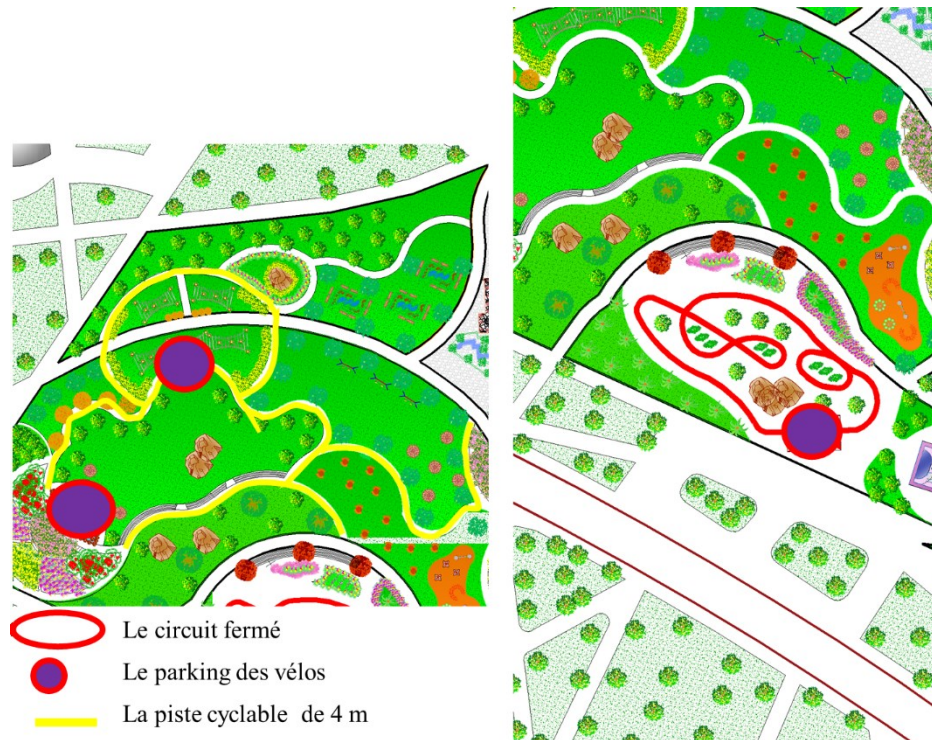 Le circuit fermé
Le parking des vélos
La piste cyclable de 4 m